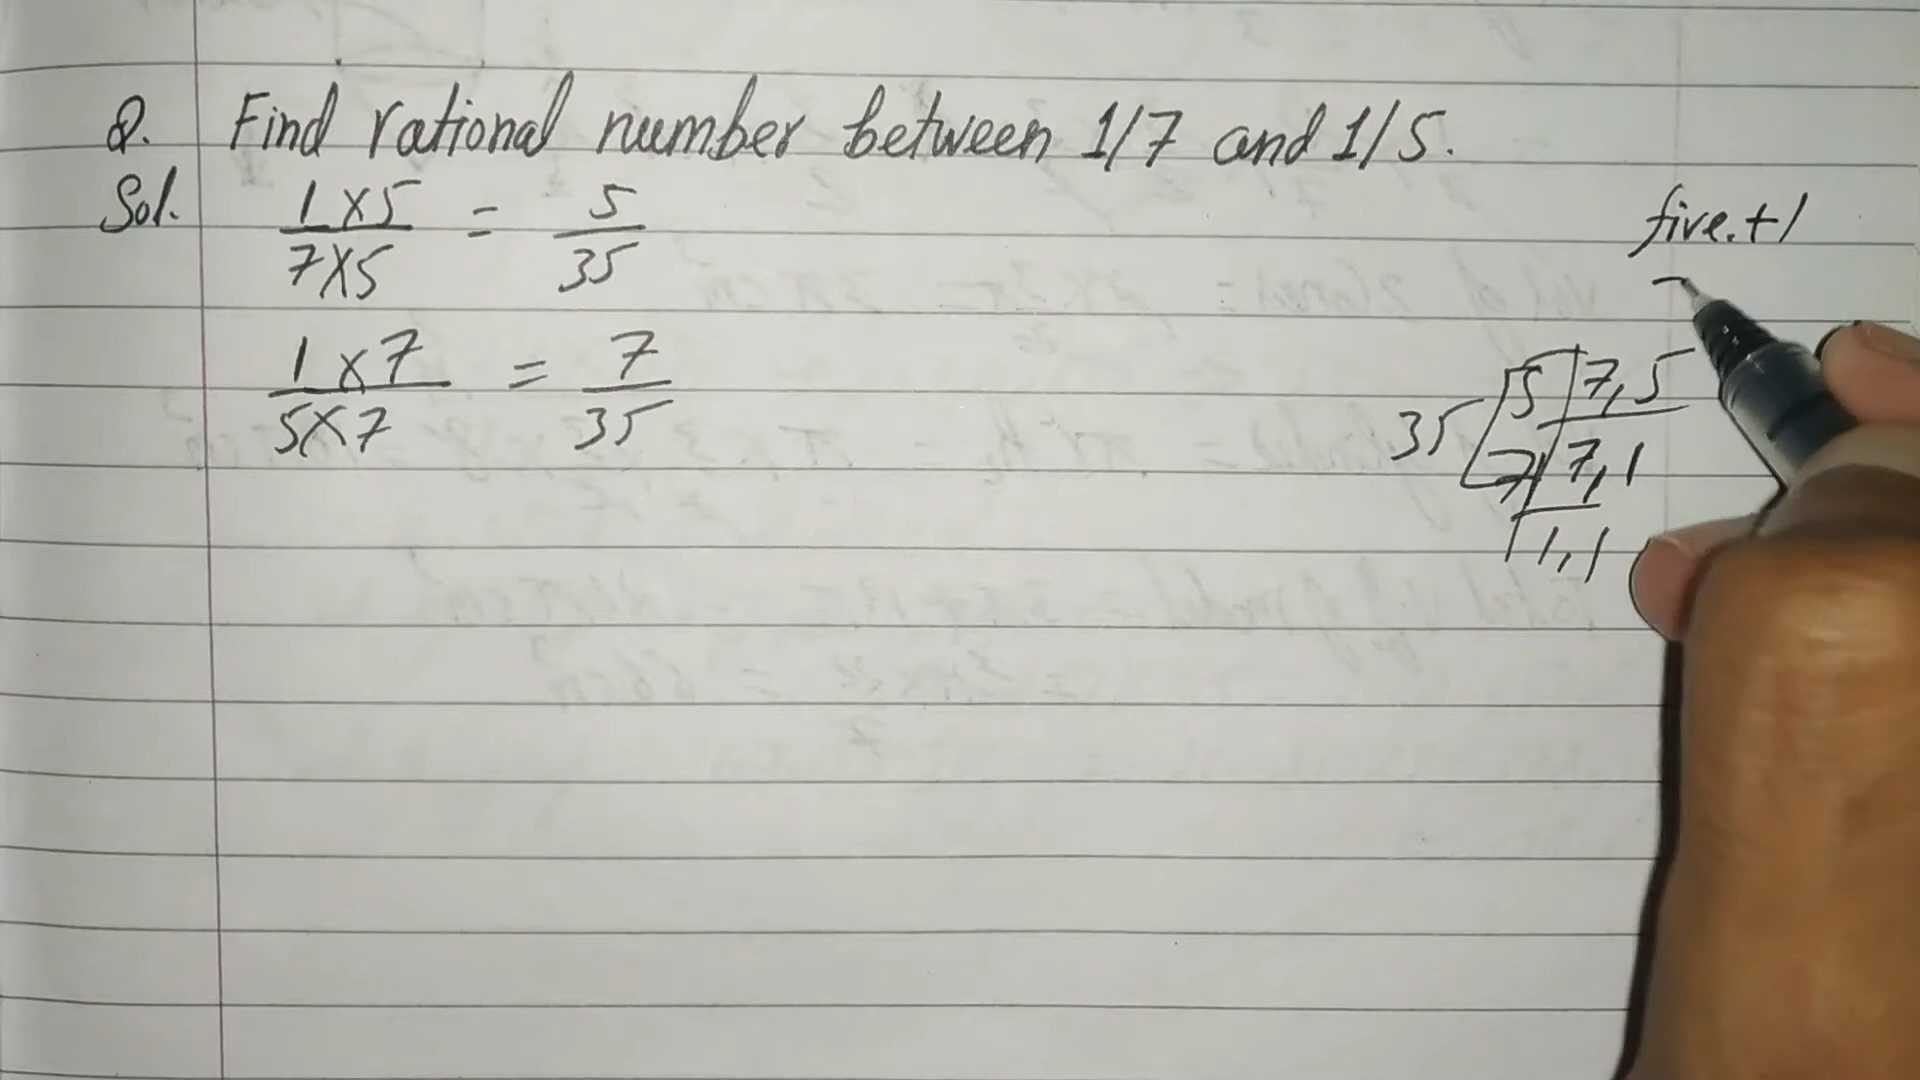 Q. Find rational number between 1/7 and 1/5.
Sol. 1×5 = 5
7×5 35
five.+1
1×7 = 7
5×7 35
5 7,5
35 7 7,1
1,1